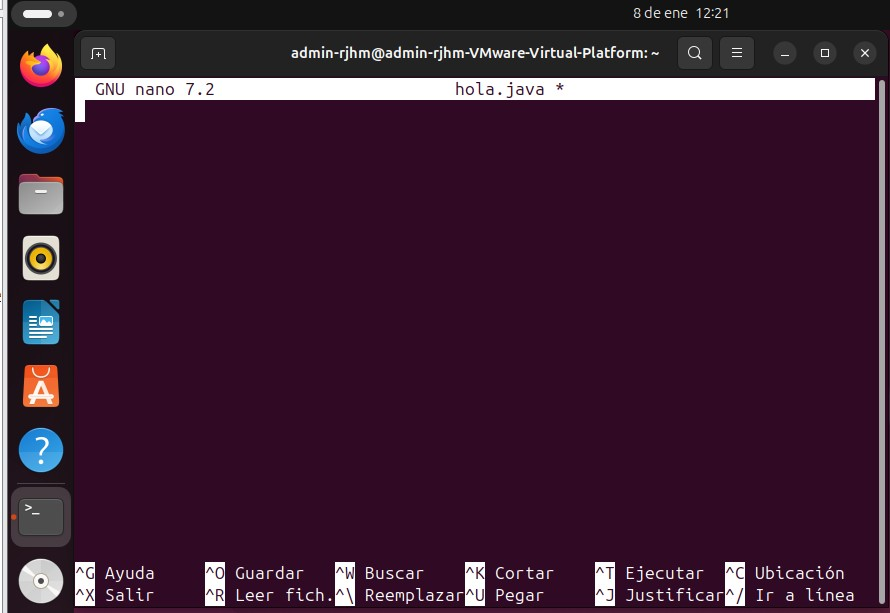 8 de ene 12:21
admin-rjhm@admin-rjhm-VMware-Virtual-Platform: ~
GNU nano 7.2 hola.java *
^G Ayuda ^O Guardar ^W Buscar ^K Cortar ^T Ejecutar ^C Ubicación
^X Salir ^R Leer fich. ^\ Reemplazar ^U Pegar ^J Justificar ^/ Ir a línea